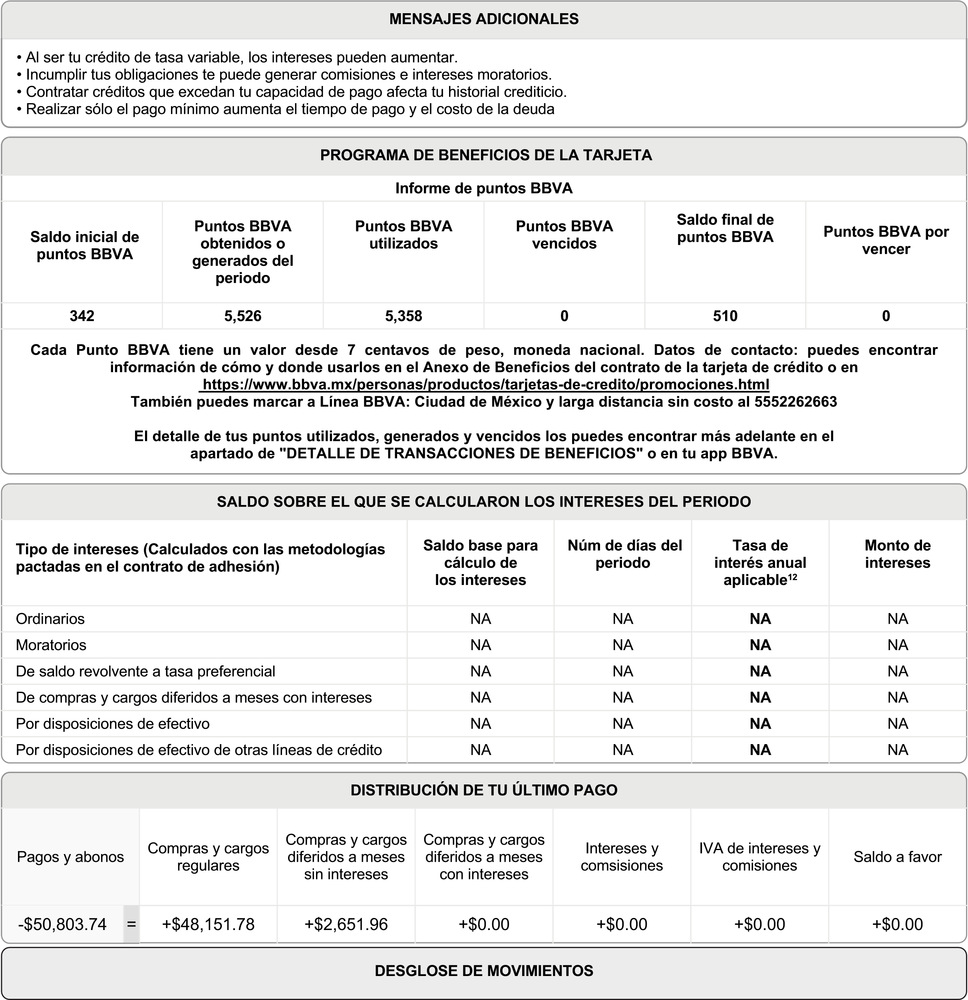 MENSAJES ADICIONALES
• Al ser tu crédito de tasa variable, los intereses pueden aumentar.
• Incumplir tus obligaciones te puede generar comisiones e intereses moratorios.
• Contratar créditos que excedan tu capacidad de pago afecta tu historial crediticio.
• Realizar sólo el pago mínimo aumenta el tiempo de pago y el costo de la deuda
PROGRAMA DE BENEFICIOS DE LA TARJETA
Informe de puntos BBVA
Saldo inicial de
puntos BBVA
Puntos BBVA
obtenidos o
generados del
periodo
Puntos BBVA
utilizados
Puntos BBVA
vencidos
Saldo final de
puntos BBVA
Puntos BBVA por
vencer
342 5,526 5,358 0 510 0
Cada Punto BBVA tiene un valor desde 7 centavos de peso, moneda nacional. Datos de contacto: puedes encontrar
información de cómo y donde usarlos en el Anexo de Beneficios del contrato de la tarjeta de crédito o en
https://www.bbva.mx/personas/productos/tarjetas-de-credito/promociones.html
También puedes marcar a Línea BBVA: Ciudad de México y larga distancia sin costo al 5552262663
El detalle de tus puntos utilizados, generados y vencidos los puedes encontrar más adelante en el
apartado de "DETALLE DE TRANSACCIONES DE BENEFICIOS" o en tu app BBVA.
SALDO SOBRE EL QUE SE CALCULARON LOS INTERESES DEL PERIODO
Tipo de intereses (Calculados con las metodologías
pactadas en el contrato de adhesión)
Saldo base para
cálculo de
los intereses
Núm de días del
periodo
Tasa de
interés anual
aplicable¹²
Monto de
intereses
Ordinarios NA NA NA NA
Moratorios NA NA NA NA
De saldo revolvente a tasa preferencial NA NA NA NA
De compras y cargos diferidos a meses con intereses NA NA NA NA
Por disposiciones de efectivo NA NA NA NA
Por disposiciones de efectivo de otras líneas de crédito NA NA NA NA
DISTRIBUCIÓN DE TU ÚLTIMO PAGO
Pagos y abonos
Compras y cargos
regulares
Compras y cargos
diferidos a meses
sin intereses
Compras y cargos
diferidos a meses
con intereses
Intereses y
comsisiones
IVA de intereses y
comisiones
Saldo a favor
-$50,803.74 = +$48,151.78 +$2,651.96 +$0.00 +$0.00 +$0.00 +$0.00
DESGLOSE DE MOVIMIENTOS